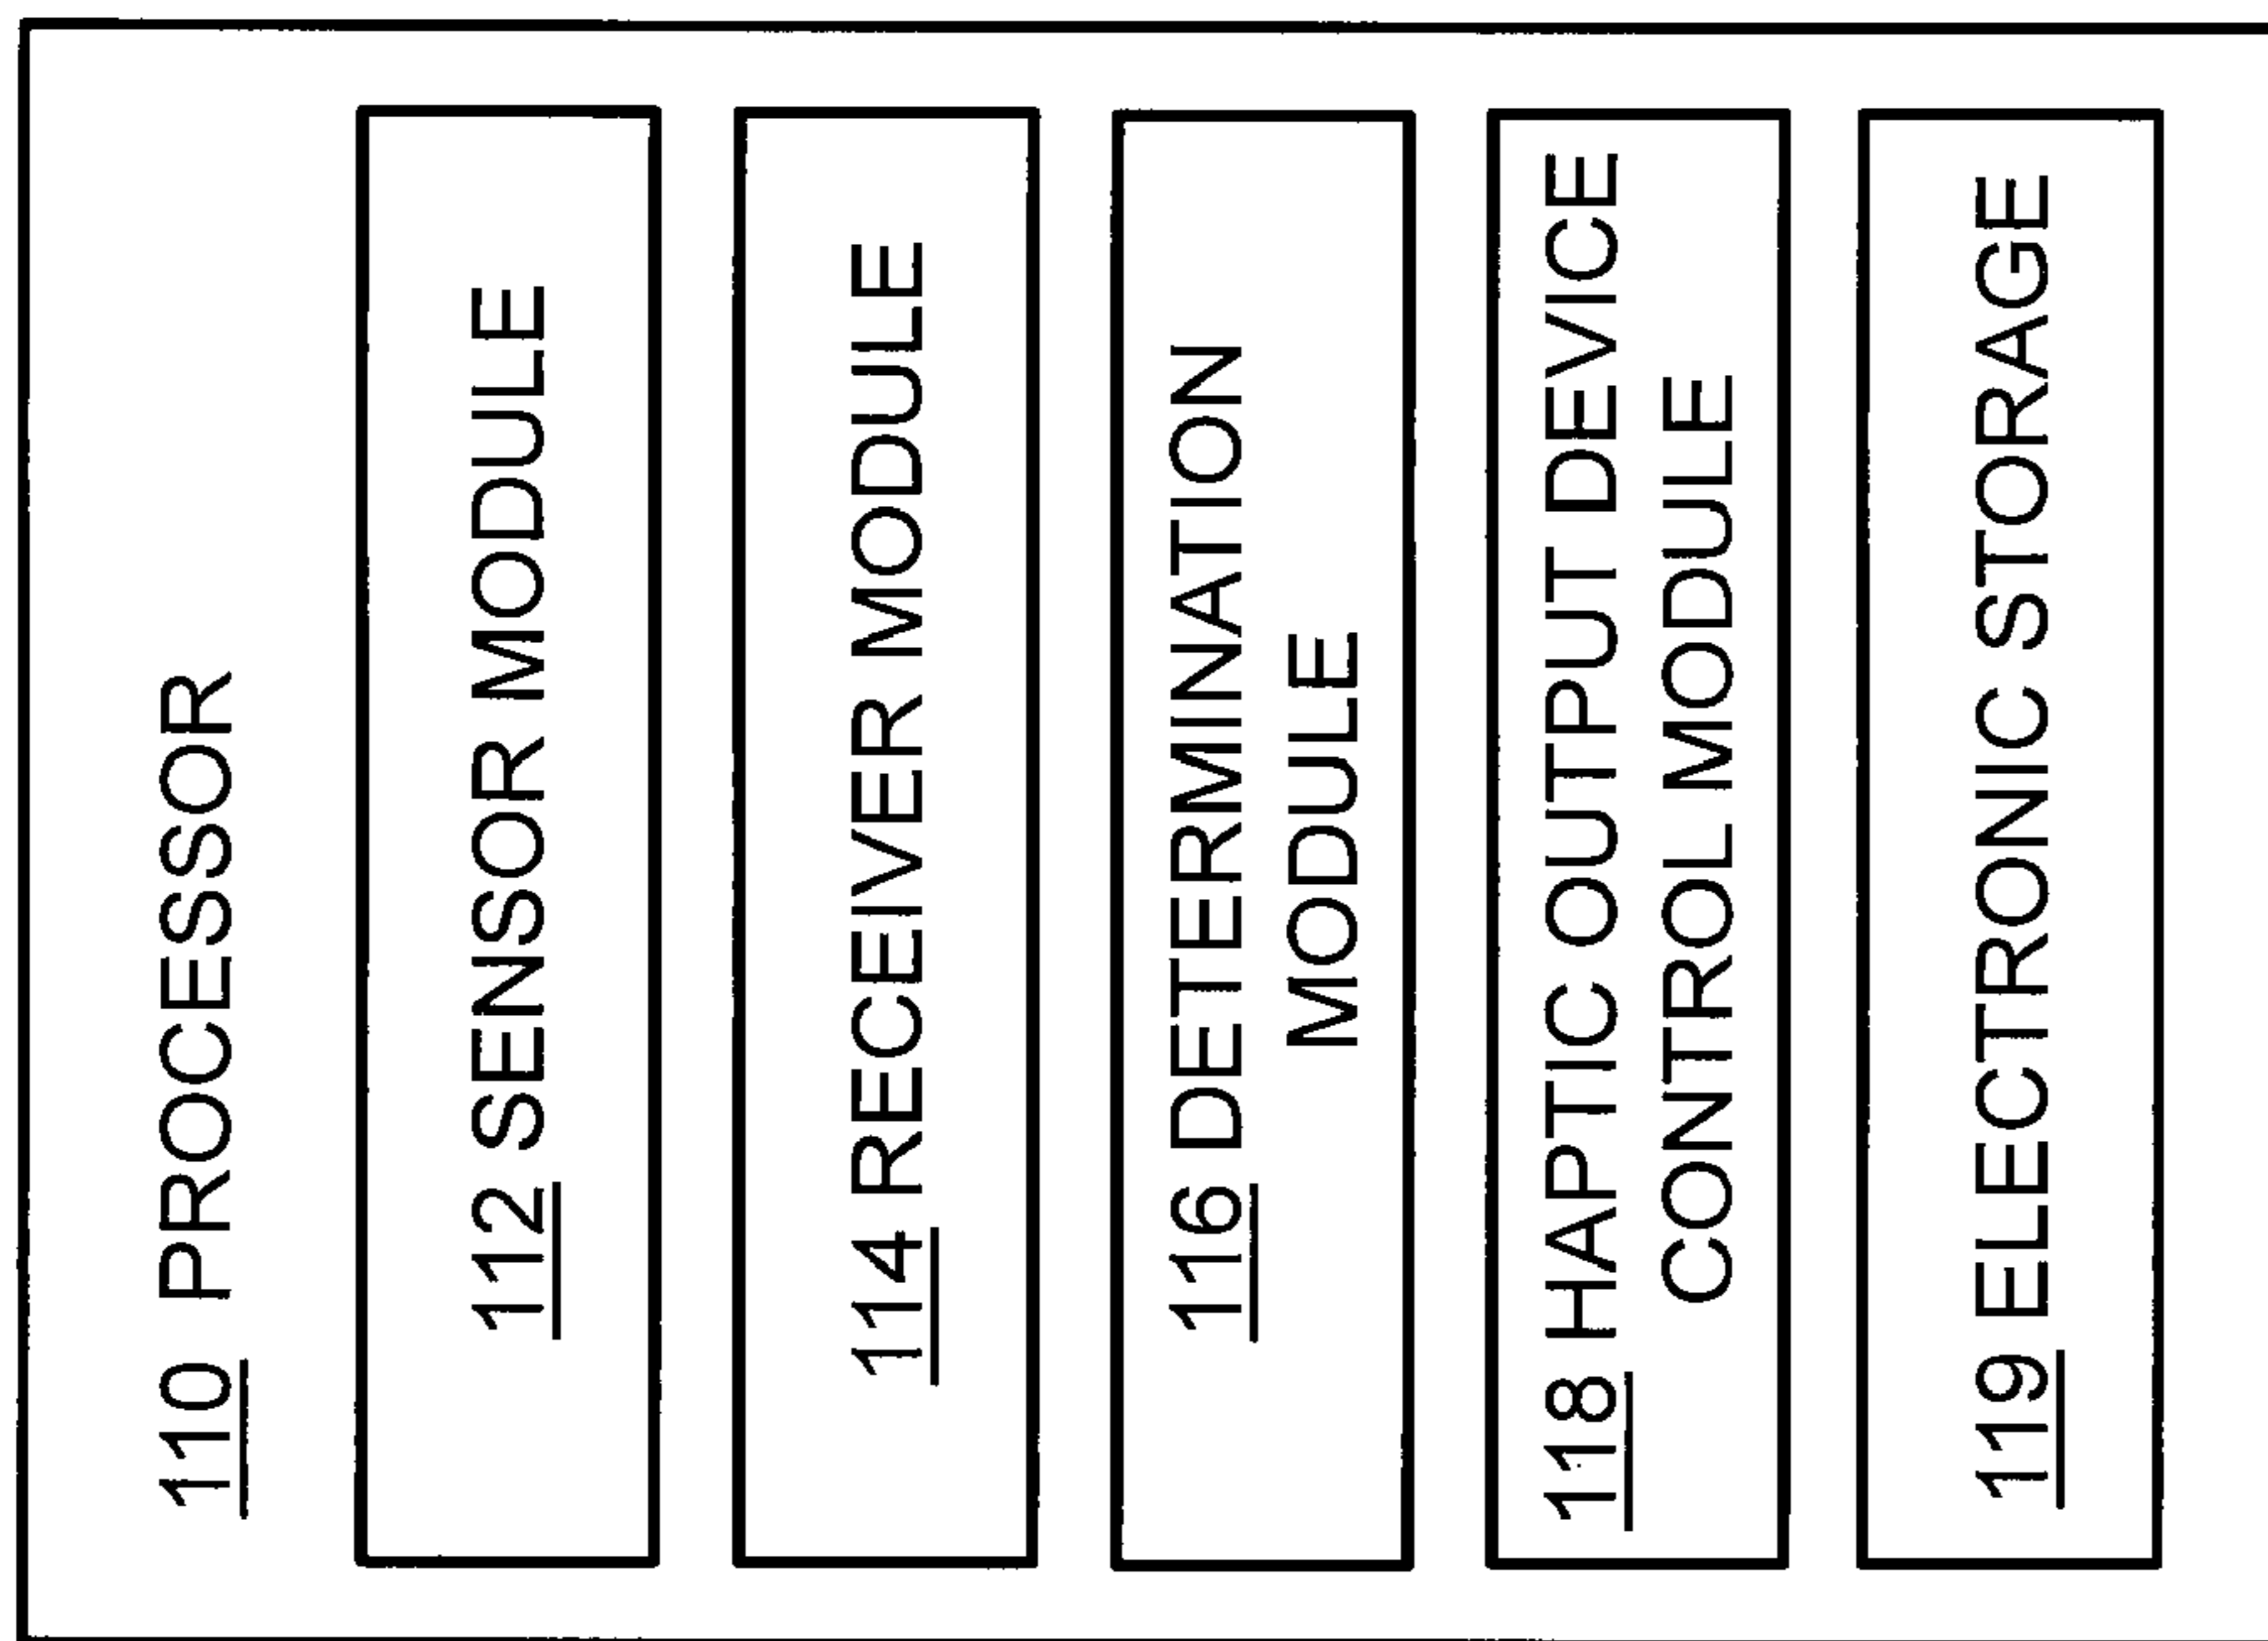 110 PROCESSOR
112 SENSOR MODULE
114 RECEIVER MODULE
116 DETERMINATION
MODULE
118 HAPTIC OUTPUT DEVICE
CONTROL MODULE
119 ELECTRONIC STORAGE